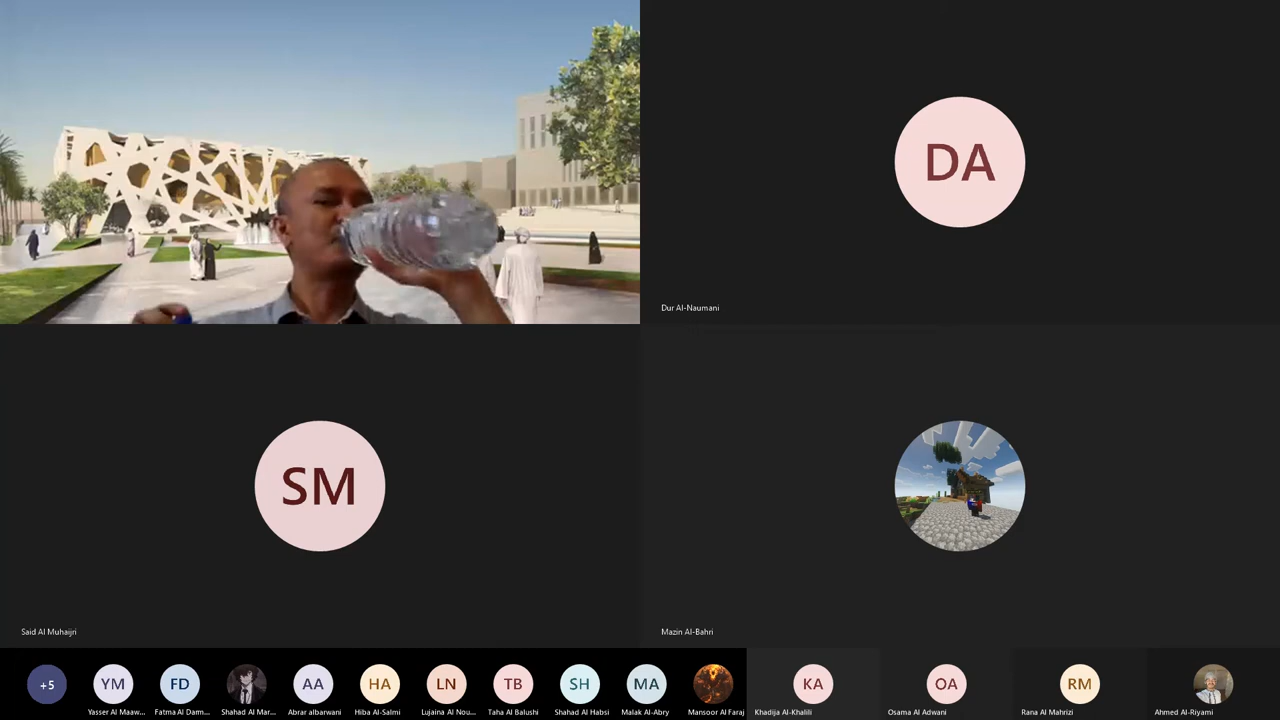 DA
Dur Al-Naumani
SM
Said Al Muhaijri
Mazin Al-Bahri
+5
YM
FD
AA
HA
LN
TB
SH
MA
KA
OA
RM
Yasser Al Maaw...
Fatma Al Darm...
Shahad Al Mar...
Abrar albarwani
Hiba Al-Salmi
Lujaina Al Nou...
Taha Al Balushi
Shahad Al Habsi
Malak Al-Abry
Mansoor Al Faraj
Khadija Al-Khalili
Osama Al Adwani
Rana Al Mahrizi
Ahmed Al-Riyami